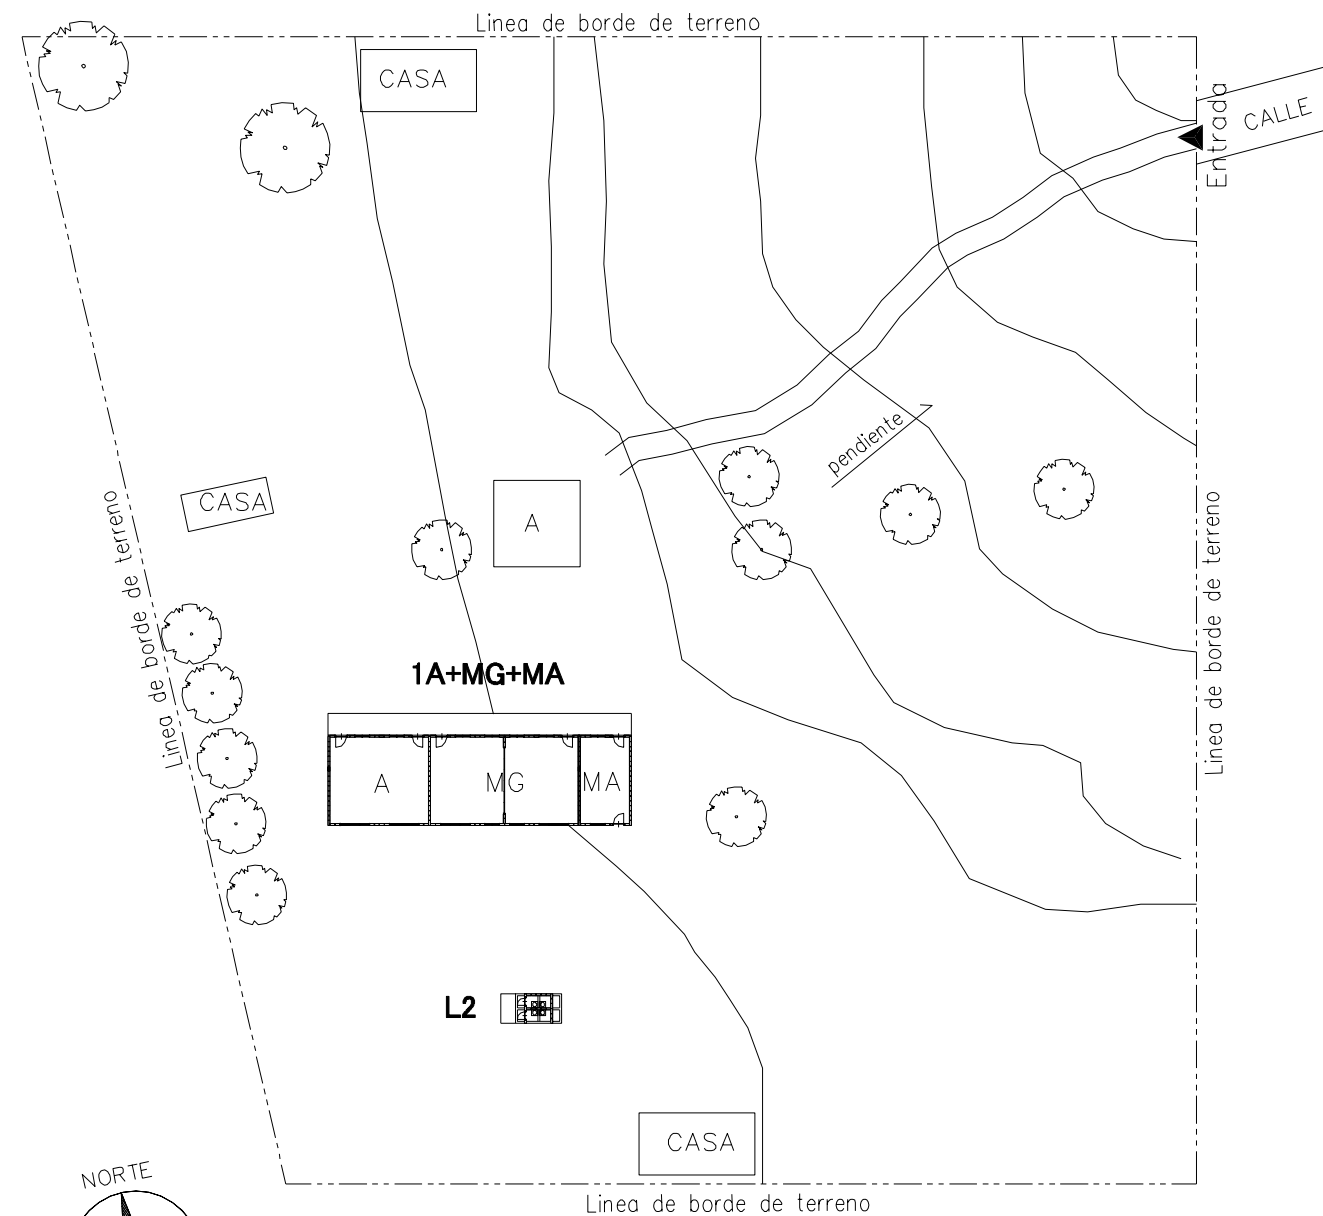 Linea de borde de terreno
CASA
Entrada
CALLE
pendiente
CASA
A
Linea de borde de terreno
Linea de borde de terreno
1A+MG+MA
A
MG
MA
L2
CASA
NORTE
Linea de borde de terreno